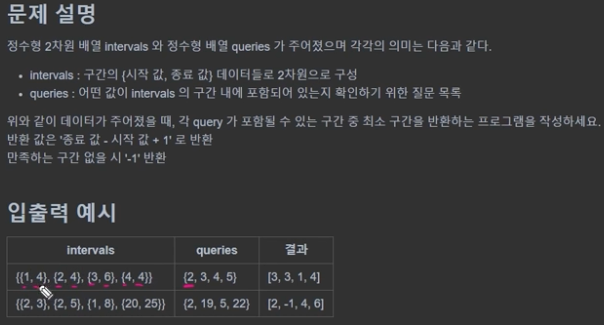 문제 설명
정수형 2차원 배열 intervals 와 정수형 배열 queries 가 주어졌으며 각각의 의미는 다음과 같다.
• intervals : 구간의 {시작 값, 종료 값} 데이터들로 2차원으로 구성
• queries : 어떤 값이 intervals 의 구간 내에 포함되어 있는지 확인하기 위한 질문 목록
위와 같이 데이터가 주어졌을 때, 각 query 가 포함될 수 있는 구간 중 최소 구간을 반환하는 프로그램을 작성하세요.
반환 값은 '종료 값 - 시작 값 + 1' 로 반환
만족하는 구간 없을 시 '-1' 반환
입출력 예시
intervals queries 결과
{{1, 4}, {2, 4}, {3, 6}, {4, 4}} {2, 3, 4, 5} [3, 3, 1, 4]
{{2, 3}, {2, 5}, {1, 8}, {20, 25}} {2, 19, 5, 22} [2, -1, 4, 6]